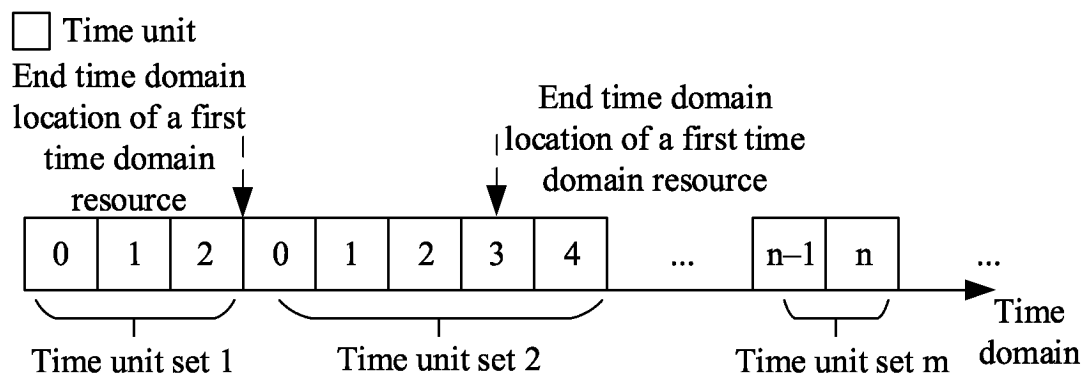 Time unit
End time domain
location of a first
time domain
resource
End time domain
location of a first time
domain resource
0 1 2 0 1 2 3 4 ... n–1 n ...
Time unit set 1
Time unit set 2
Time unit set m
Time
domain